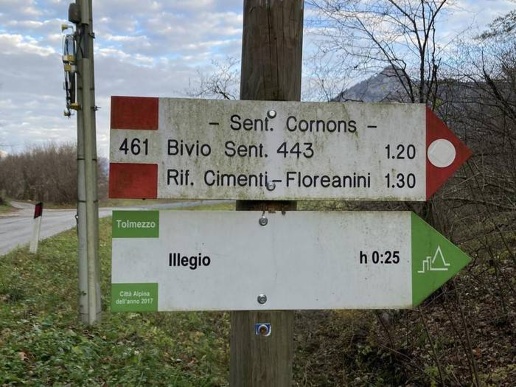 - Sent. Cornons -
461 Bivio Sent. 443 1.20
Rif. Cimenti-Floreanini 1.30
Tolmezzo
Illegio h 0:25
Città Alpina
dell'anno 2017